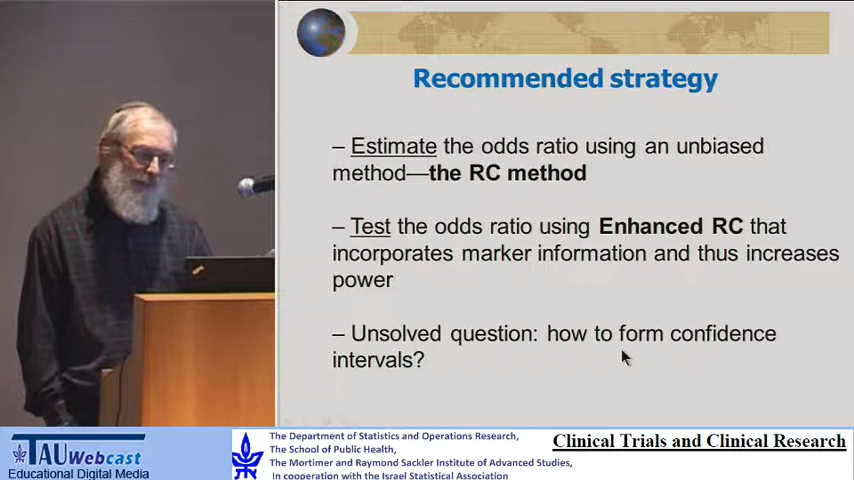 Recommended strategy
– Estimate the odds ratio using an unbiased
method—the RC method
– Test the odds ratio using Enhanced RC that
incorporates marker information and thus increases
power
– Unsolved question: how to form confidence
intervals?
TAU Webcast
Educational Digital Media
The Department of Statistics and Operations Research,
The School of Public Health,
The Mortimer and Raymond Sackler Institute of Advanced Studies,
In cooperation with the Israel Statistical Association
Clinical Trials and Clinical Research